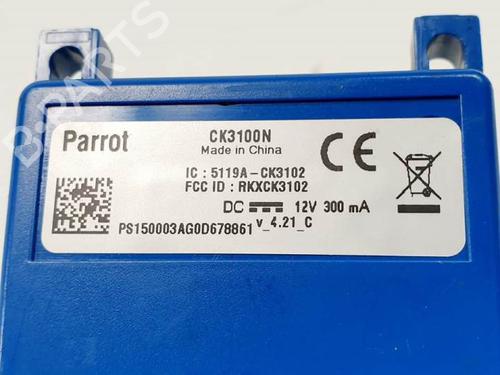 B-PARTS
Parrot
CK3100N
Made in China
IC : 5119A-CK3102
FCC ID : RKXCK3102
DC 12V 300 mA
PS150003AG0D678861 v_4.21_C
CE